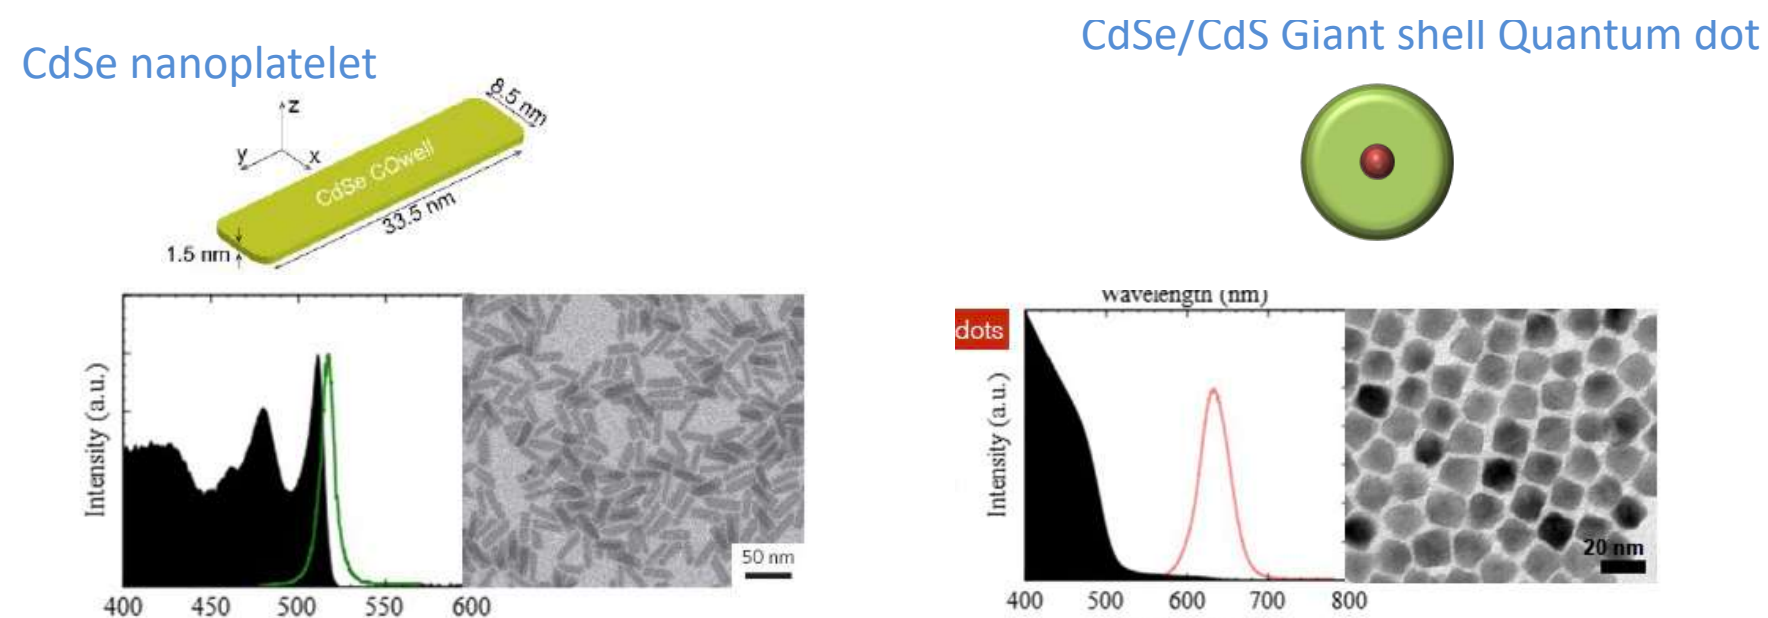 CdSe nanoplatelet
CdSe/CdS Giant shell Quantum dot
z
y
x
8.5 nm
CdSe CQwell
33.5 nm
1.5 nm
Intensity (a.u.)
50 nm
400 450 500 550 600
Wavelength (nm)
dots
Intensity (a.u.)
20 nm
400 500 600 700 800